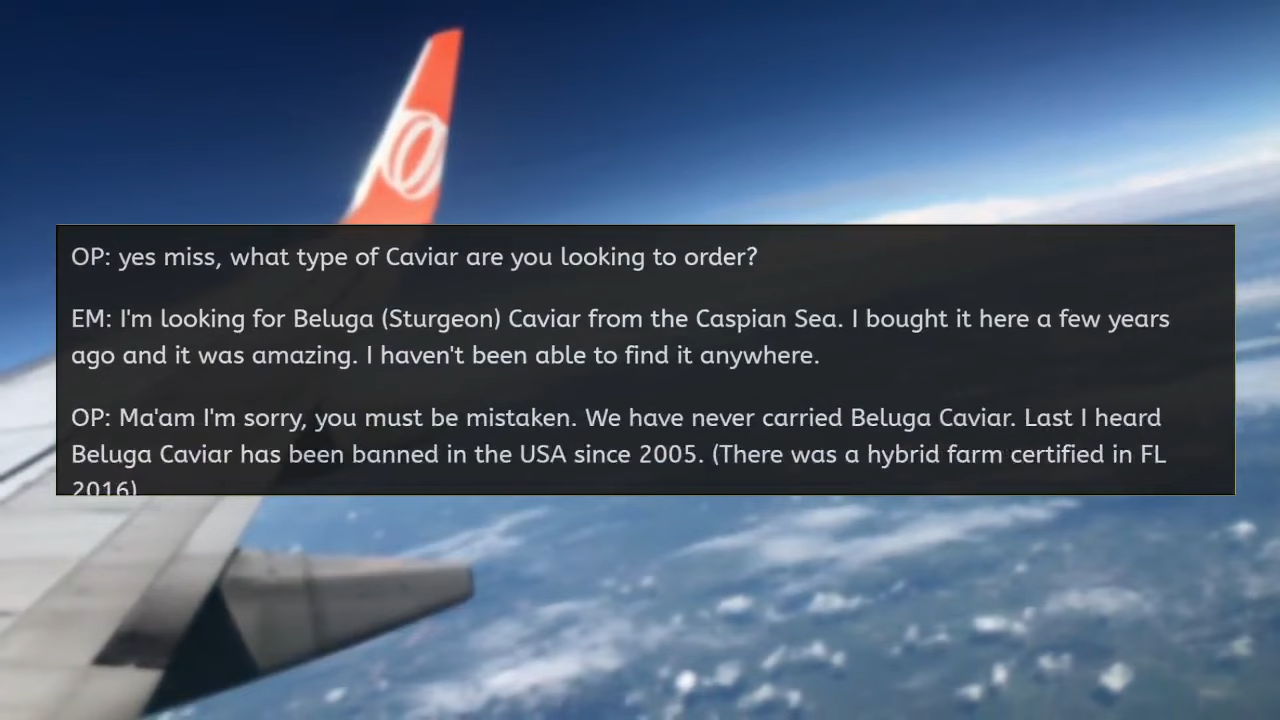 OP: yes miss, what type of Caviar are you looking to order?
EM: I'm looking for Beluga (Sturgeon) Caviar from the Caspian Sea. I bought it here a few years
ago and it was amazing. I haven't been able to find it anywhere.
OP: Ma'am I'm sorry, you must be mistaken. We have never carried Beluga Caviar. Last I heard
Beluga Caviar has been banned in the USA since 2005. (There was a hybrid farm certified in FL
2016)